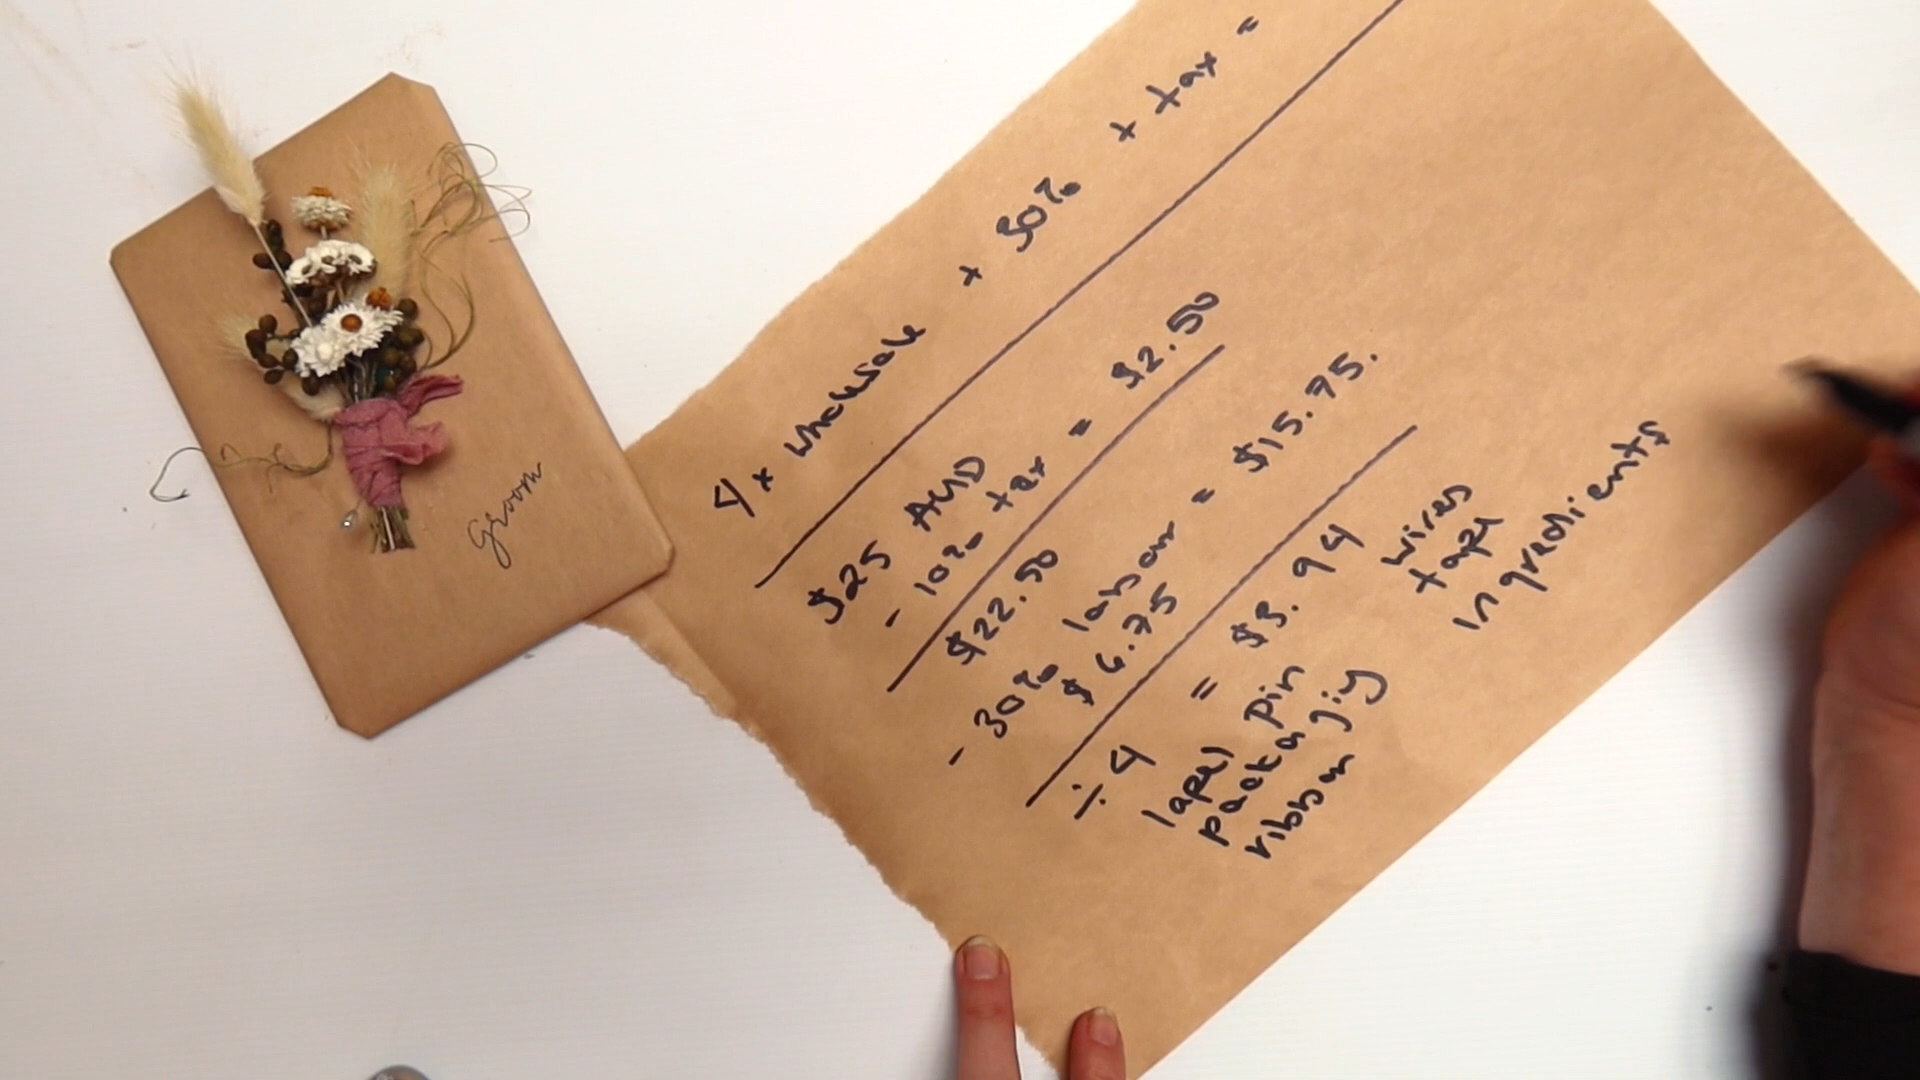 groom
4 x wholesale + 30% + tax =
$25 AUD
- 10% tax = $2.50
$22.50
- 30% labour = $15.75.
$6.75
÷ 4 = $3.94
lapel pin wires
packagiy tape
ribbon ingredients